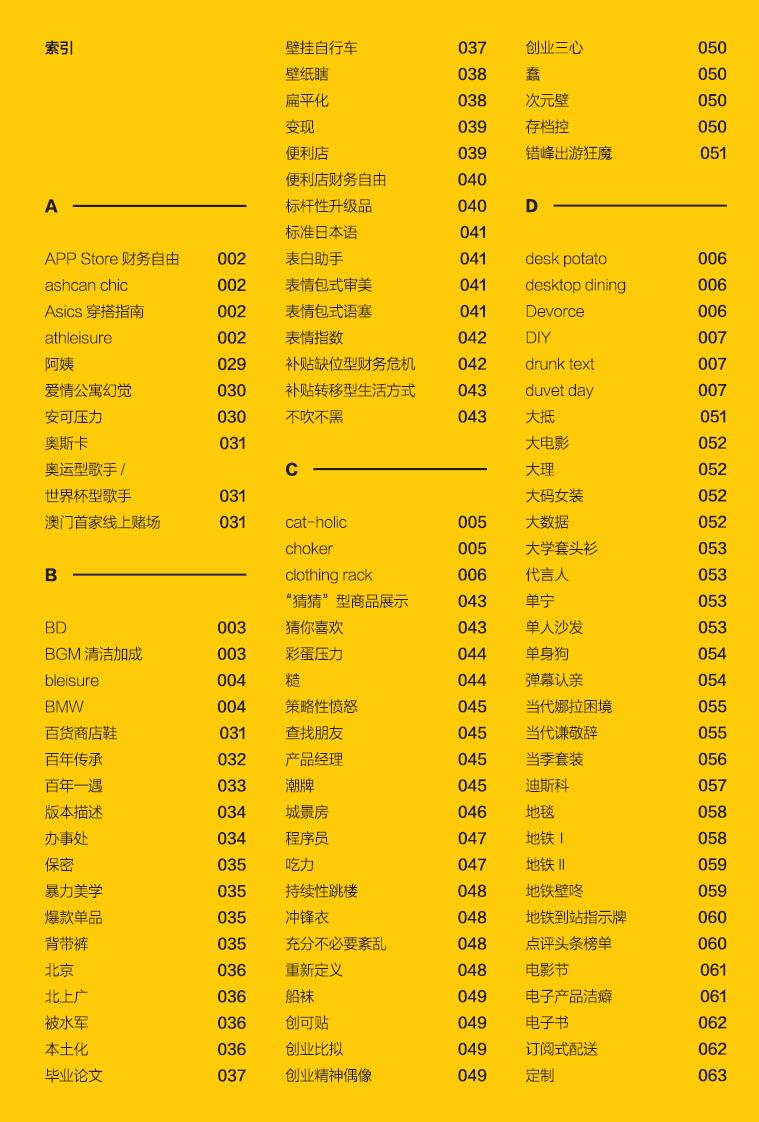 索引
A
APP Store 财务自由 002
ashcan chic 002
Asics 穿搭指南 002
athleisure 002
阿姨 029
爱情公寓幻觉 030
安可压力 030
奥斯卡 031
奥运型歌手 /
世界杯型歌手 031
澳门首家线上赌场 031
B
BD 003
BGM 清洁加成 003
bleisure 004
BMW 004
百货商店鞋 031
百年传承 032
百年一遇 033
版本描述 034
办事处 034
保密 035
暴力美学 035
爆款单品 035
背带裤 035
北京 036
北上广 036
被水军 036
本土化 036
毕业论文 037
壁挂自行车 037
壁纸瞎 038
扁平化 038
变现 039
便利店 039
便利店财务自由 040
标杆性升级品 040
标准日本语 041
表白助手 041
表情包式审美 041
表情包式语塞 041
表情指数 042
补贴缺位型财务危机 042
补贴转移型生活方式 043
不吹不黑 043
C
cat-holic 005
choker 005
clothing rack 006
“猜猜”型商品展示 043
猜你喜欢 043
彩蛋压力 044
糙 044
策略性愤怒 045
查找朋友 045
产品经理 045
潮牌 045
城景房 046
程序员 047
吃力 047
持续性跳楼 048
冲锋衣 048
充分不必要紊乱 048
重新定义 048
船袜 049
创可贴 049
创业比拟 049
创业精神偶像 049
创业三心 050
蠢 050
次元壁 050
存档控 050
错峰出游狂魔 051
D
desk potato 006
desktop dining 006
Devorce 006
DIY 007
drunk text 007
duvet day 007
大抵 051
大电影 052
大理 052
大码女装 052
大数据 052
大学套头衫 053
代言人 053
单宁 053
单人沙发 053
单身狗 054
弹幕认亲 054
当代娜拉困境 055
当代谦敬辞 055
当季套装 056
迪斯科 057
地毯 058
地铁 I 058
地铁 II 059
地铁壁咚 059
地铁到站指示牌 060
点评头条榜单 060
电影节 061
电子产品洁癖 061
电子书 062
订阅式配送 062
定制 063